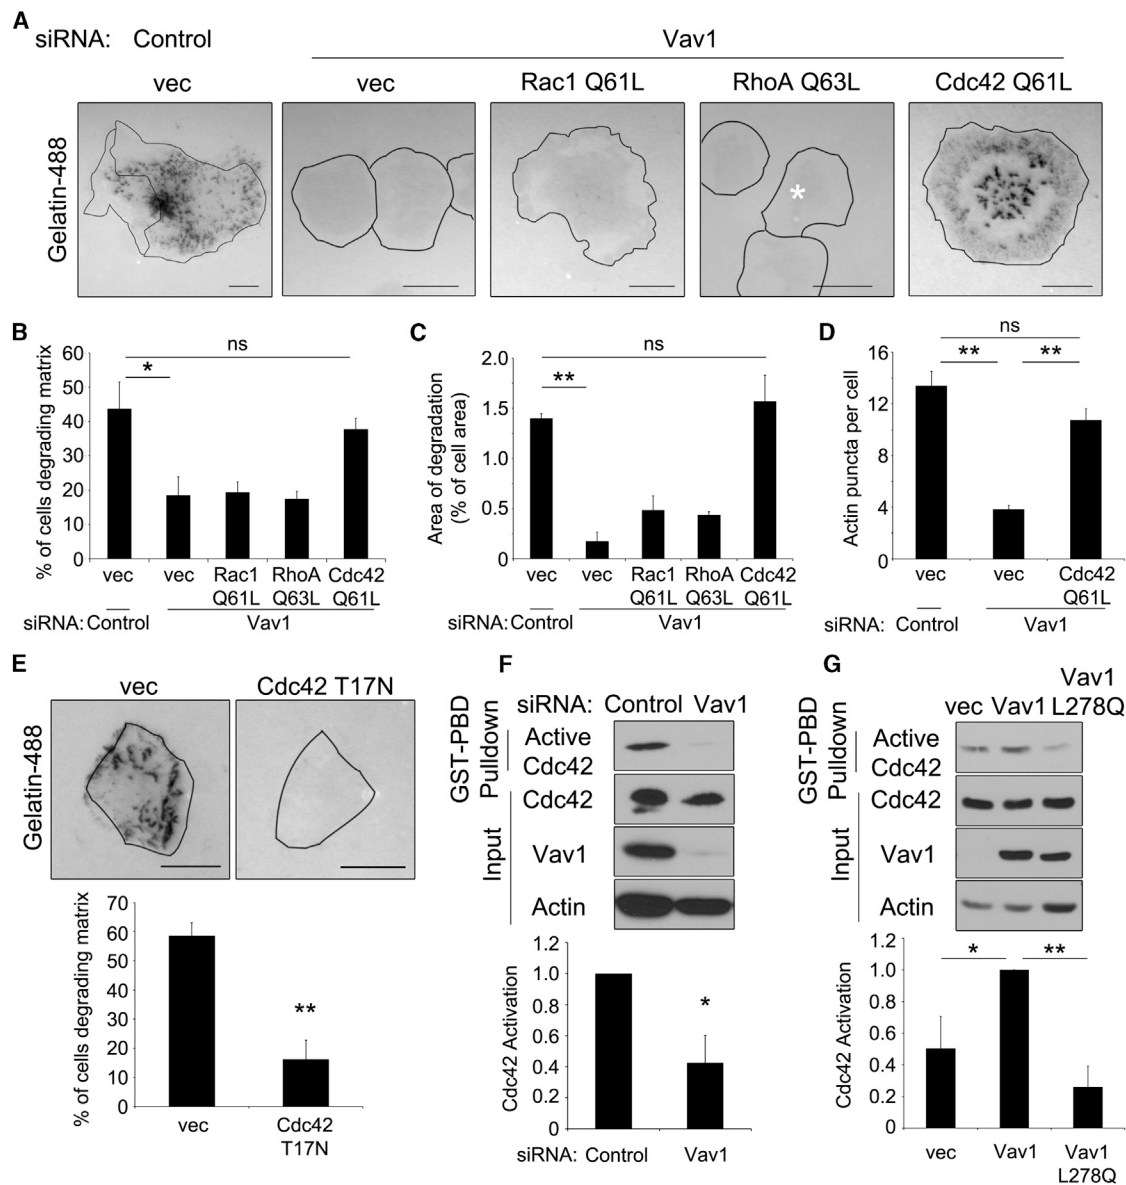 A
siRNA: Control Vav1
vec vec Rac1 Q61L RhoA Q63L Cdc42 Q61L
Gelatin-488
*
B
% of cells degrading matrix
60
50
40
30
20
10
0
ns
*
vec vec Rac1 RhoA Cdc42
Q61L Q63L Q61L
siRNA: Control Vav1
C
Area of degradation
(% of cell area)
2.0
1.5
1.0
0.5
0
ns
**
vec vec Rac1 RhoA Cdc42
Q61L Q63L Q61L
siRNA: Control Vav1
D
Actin puncta per cell
16
12
8
4
0
ns
** **
vec vec Cdc42
Q61L
siRNA: Control Vav1
E
vec Cdc42 T17N
Gelatin-488
% of cells degrading matrix
70
60
50
40
30
20
10
0
**
vec Cdc42
T17N
F
siRNA: Control Vav1
GST-PBD
Pulldown
Active
Cdc42
Input
Cdc42
Vav1
Actin
Cdc42 Activation
1.2
1.0
0.8
0.6
0.4
0.2
0
*
siRNA: Control Vav1
G
Vav1
vec Vav1 L278Q
GST-PBD
Pulldown
Active
Cdc42
Input
Cdc42
Vav1
Actin
Cdc42 Activation
1.2
1.0
0.8
0.6
0.4
0.2
0
* **
vec Vav1 Vav1
L278Q